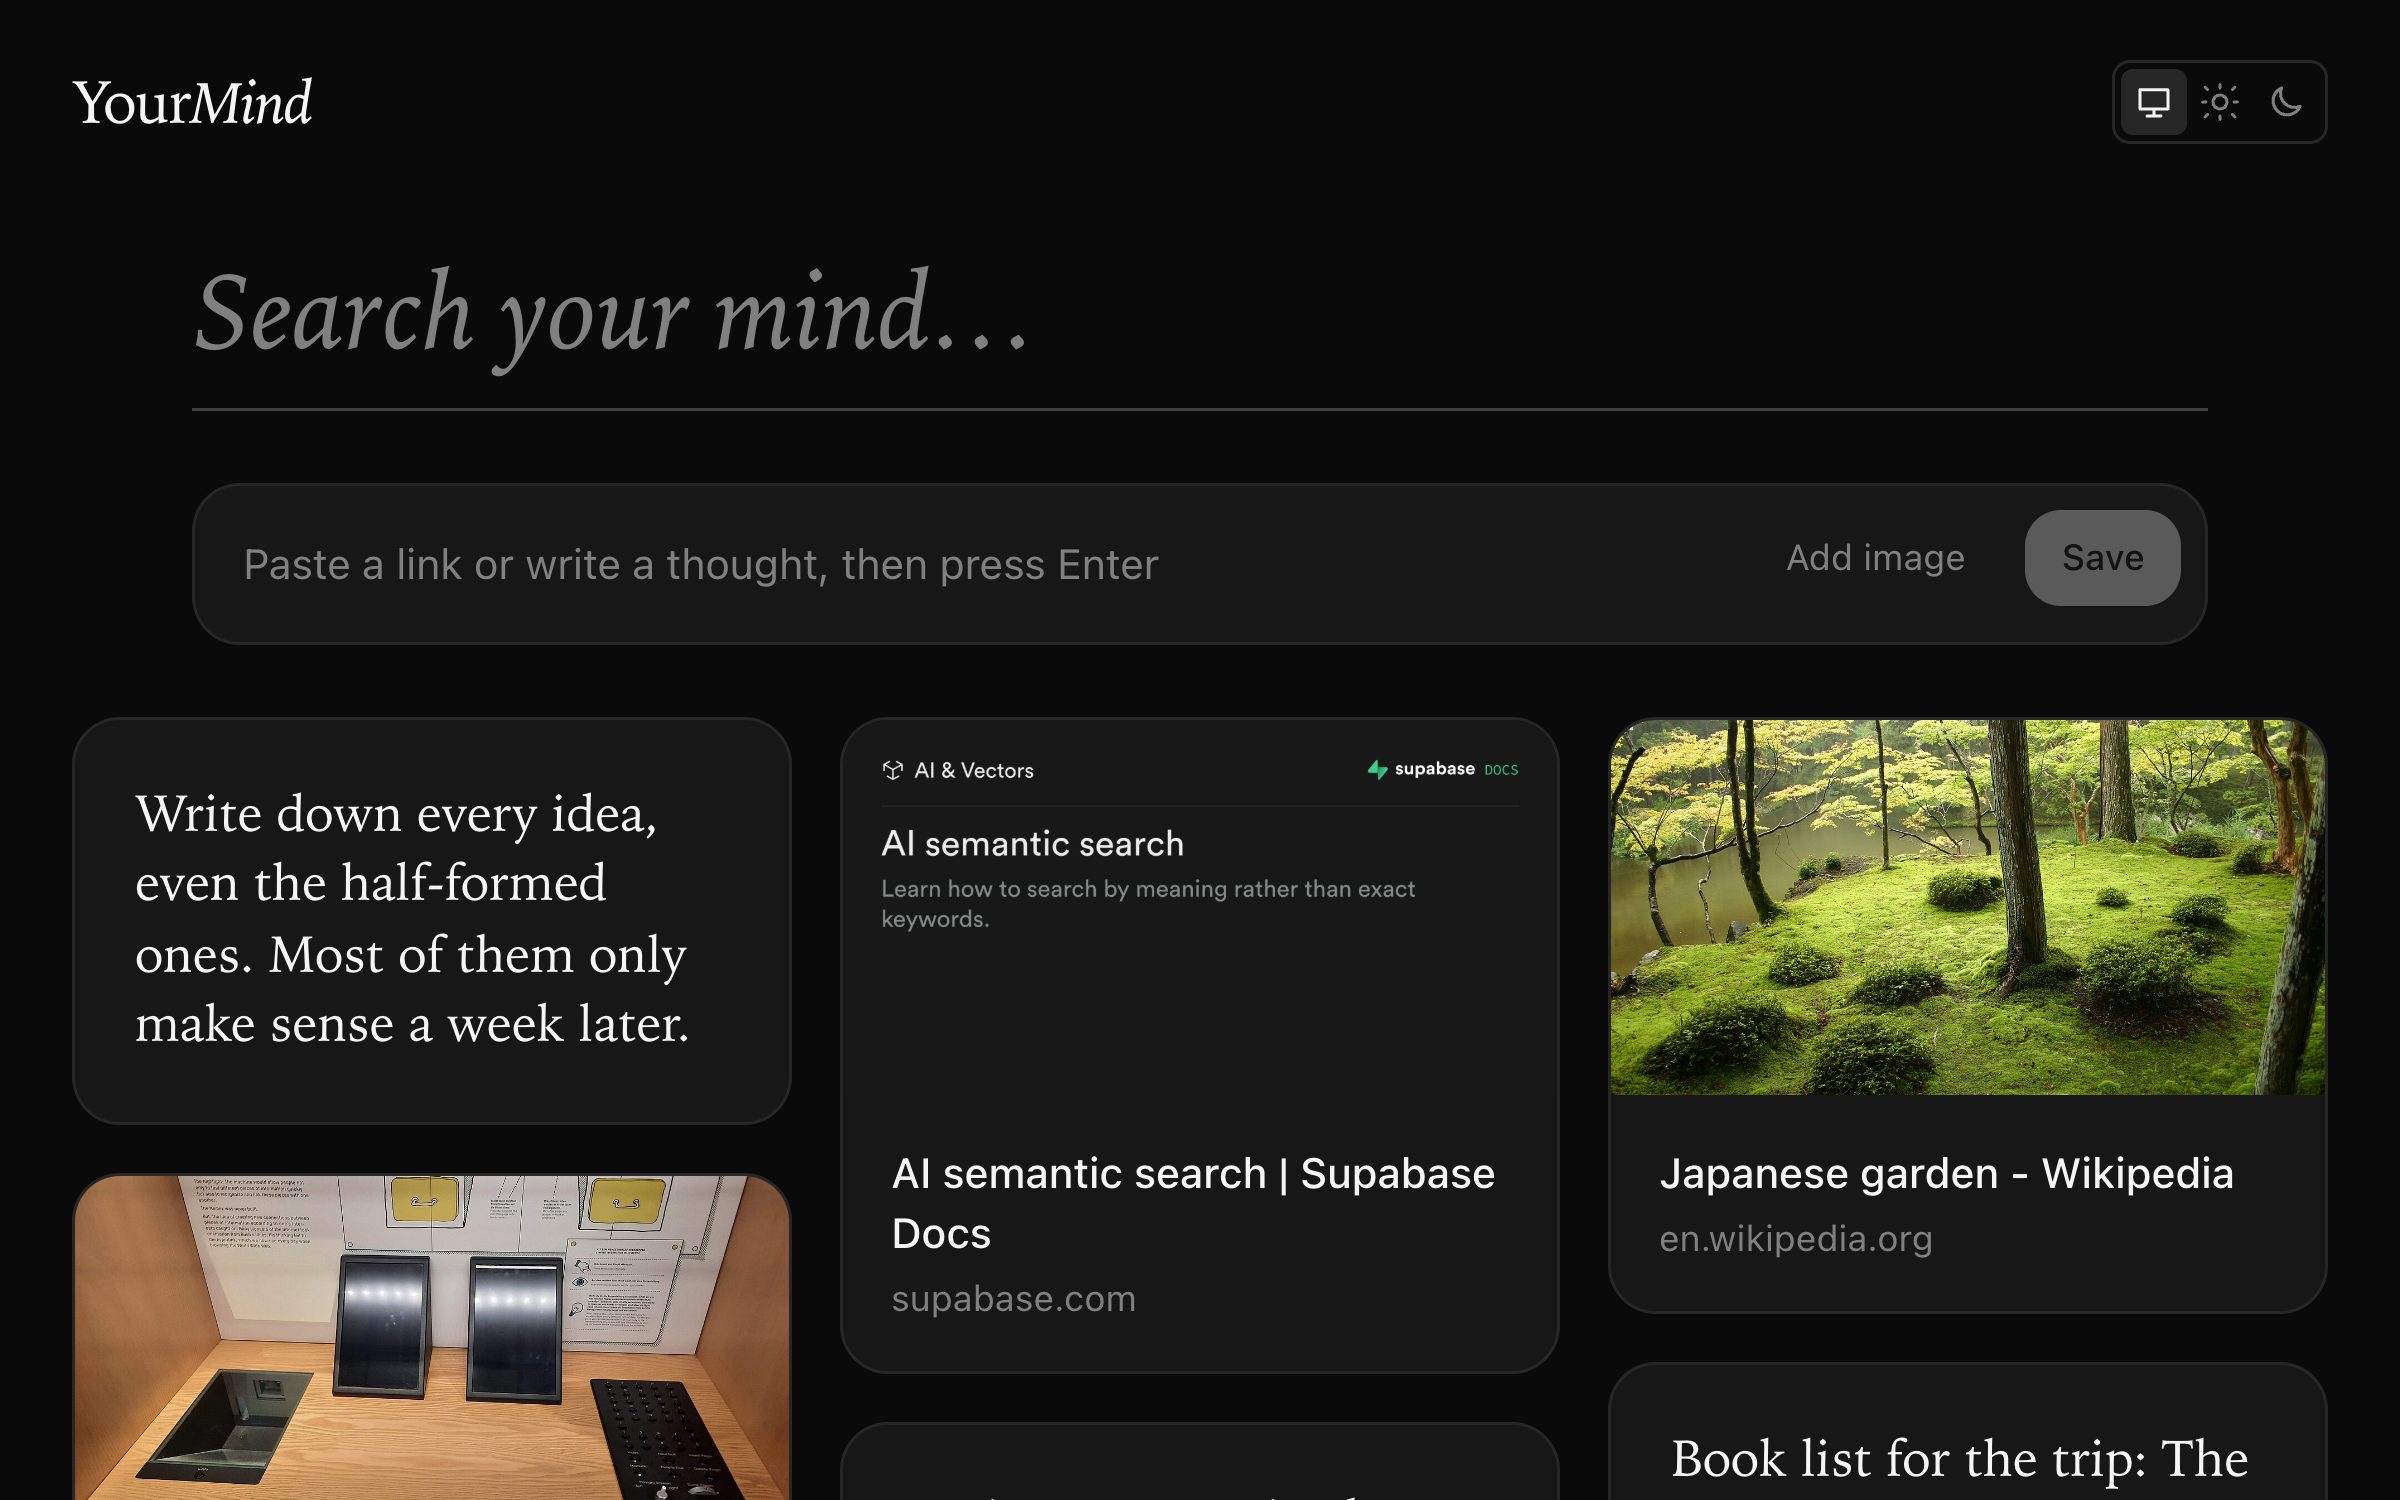 YourMind
Search your mind...
Paste a link or write a thought, then press Enter
Add image
Save
Write down every idea,
even the half-formed
ones. Most of them only
make sense a week later.
AI & Vectors
supabase DOCS
AI semantic search
Learn how to search by meaning rather than exact
keywords.
AI semantic search | Supabase
Docs
supabase.com
Japanese garden - Wikipedia
en.wikipedia.org
Book list for the trip: The